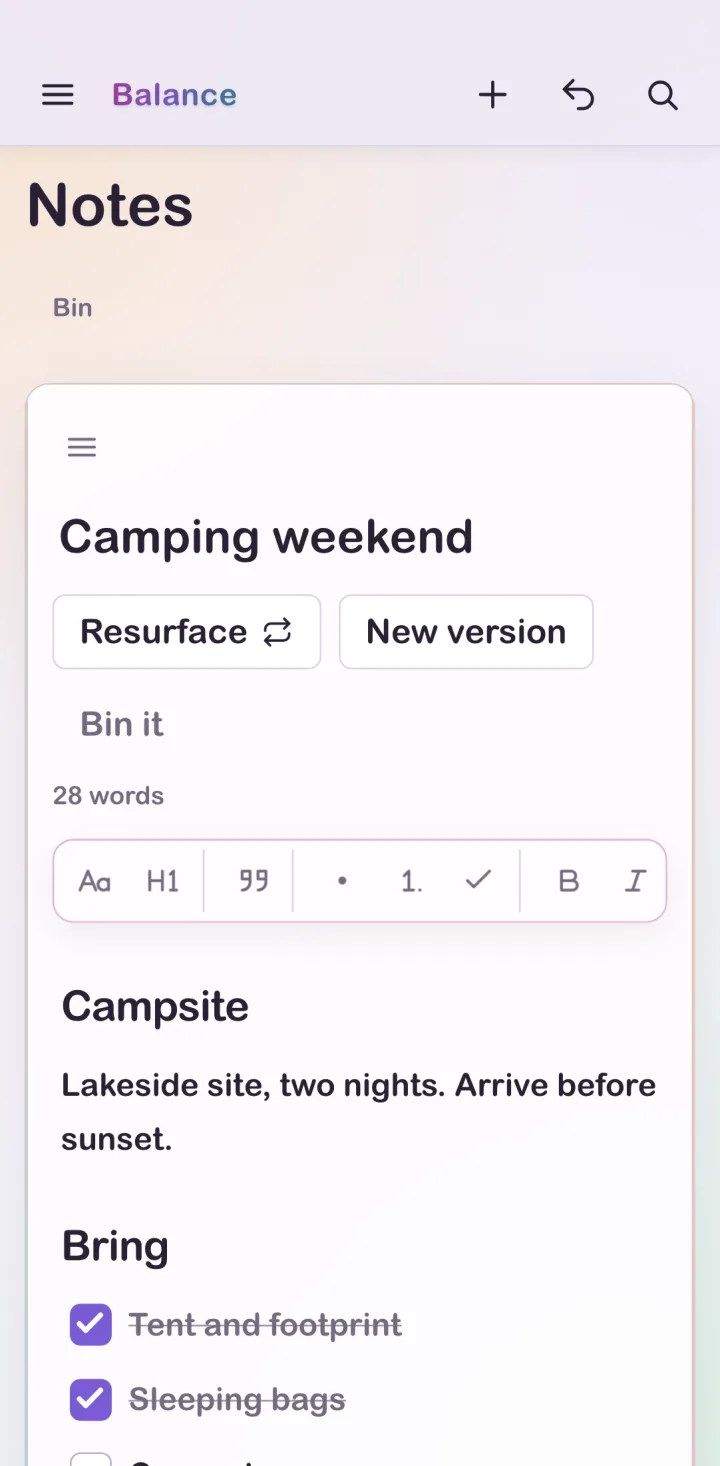 Balance
Notes
Bin
Camping weekend
Resurface
New version
Bin it
28 words
Aa H1 99 • 1. B I
Campsite
Lakeside site, two nights. Arrive before
sunset.
Bring
Tent and footprint
Sleeping bags